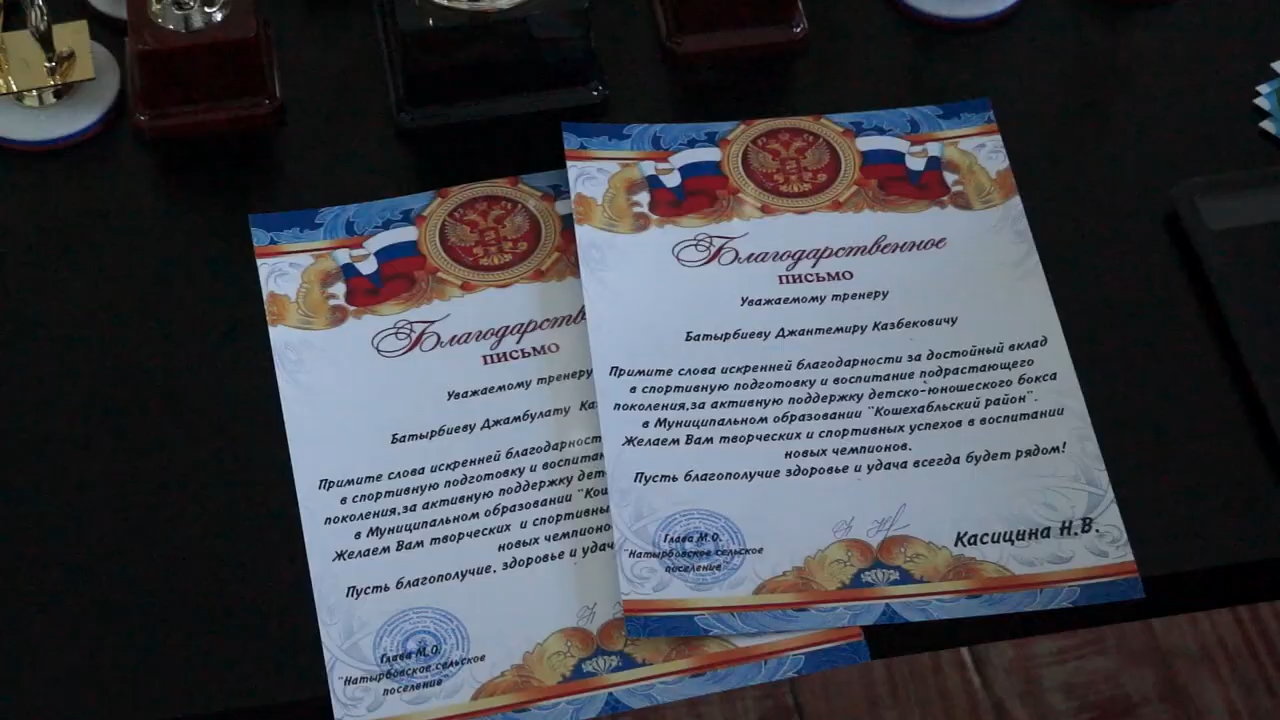 Благодарственное
письмо
Уважаемому тренеру
Батырбиеву Джантемиру Казбековичу
Примите слова искренней благодарности за достойный вклад
в спортивную подготовку и воспитание подрастающего
поколения,за активную поддержку детско-юношеского бокса
в Муниципальном образовании "Кошехабльский район".
Желаем Вам творческих и спортивных успехов в воспитании
новых чемпионов.
Пусть благополучие здоровье и удача всегда будет рядом!
Глава М.О.
"Натырбовское сельское
поселение"
Касицина Н.В.
Благодарств
письмо
Уважаемому тренеру
Батырбиеву Джамбулату Каз
Примите слова искренней благодарност
в спортивную подготовку и воспитан
поколения,за активную поддержку дет
в Муниципальном образовании "Кош
Желаем Вам творческих и спортивны
новых чемпионо
Пусть благополучие, здоровье и удач
Глава М.О.
"Натырбовское сельское
поселение"